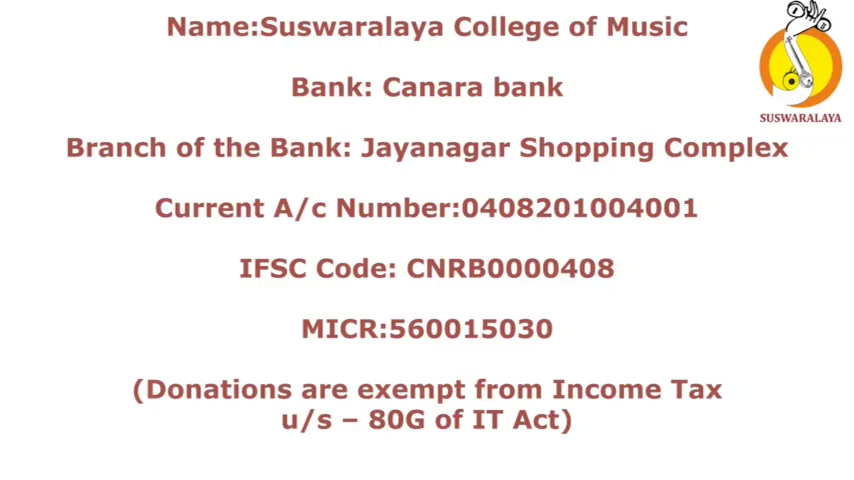 Name:Suswaralaya College of Music
SUSWARALAYA
Bank: Canara bank
Branch of the Bank: Jayanagar Shopping Complex
Current A/c Number:0408201004001
IFSC Code: CNRB0000408
MICR:560015030
(Donations are exempt from Income Tax
u/s – 80G of IT Act)